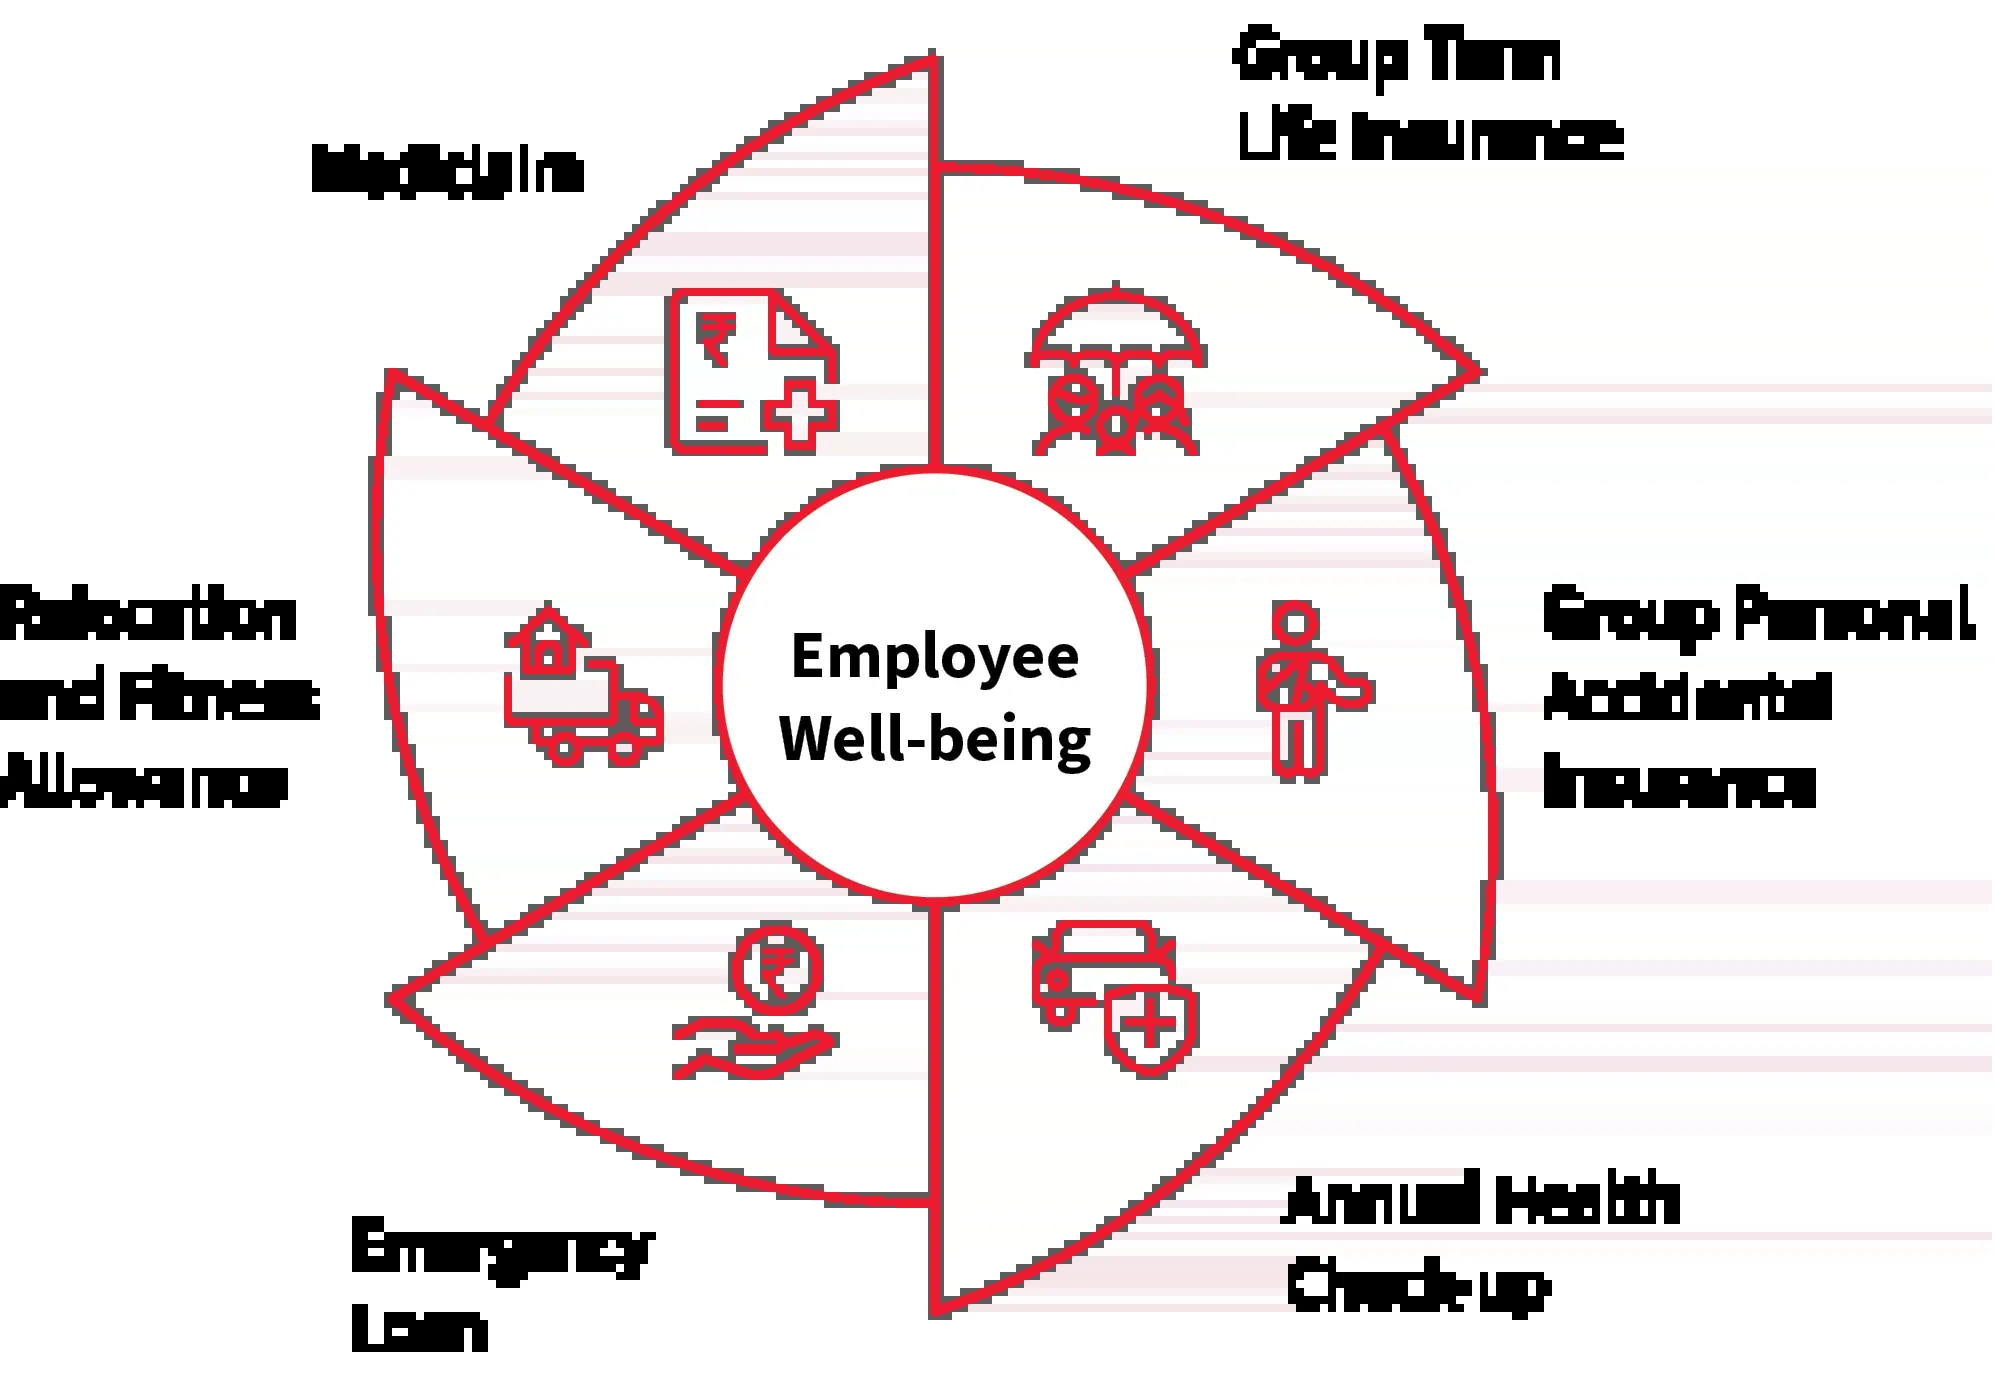 Group Term
Life Insurance
Mediclaim
Employee
Well-being
Relocation
and Fitness
Allowance
Group Personal
Accidental
Insurance
Annual Health
Check-up
Emergency
Loan
₹
₹